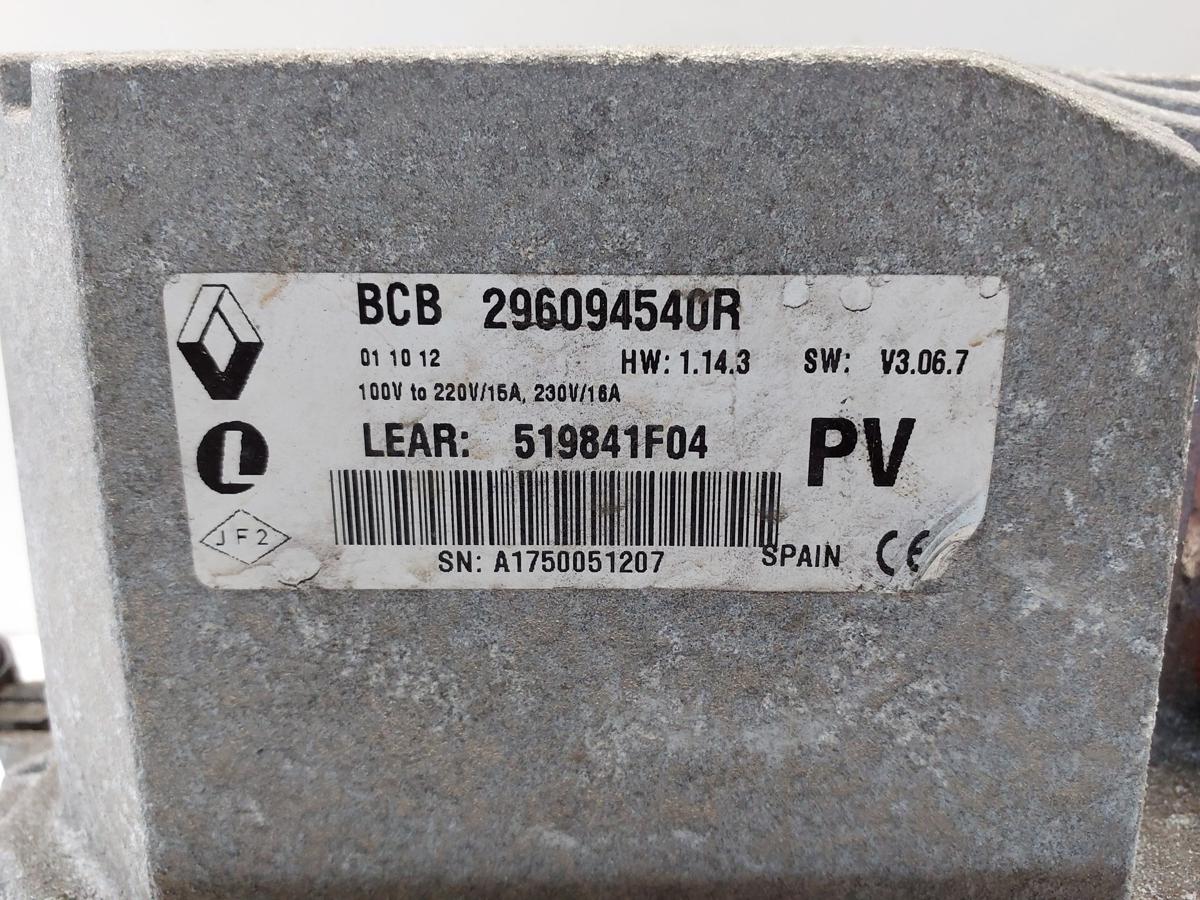 BCB 296094540R
01 10 12 HW: 1.14.3 SW: V3.06.7
100V to 220V/15A, 230V/16A
LEAR: 519841F04 PV
JF2
SN: A1750051207 SPAIN CE